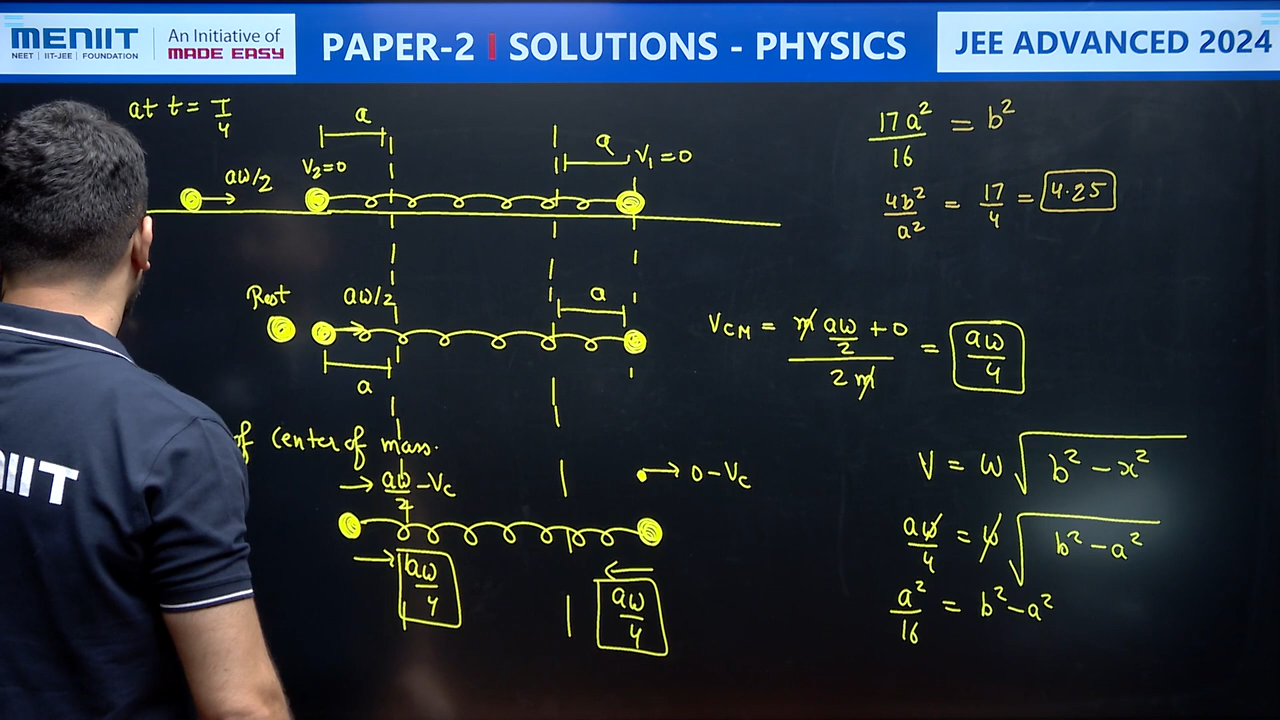 MENIIT
NEET | IIT-JEE | FOUNDATION
An Initiative of
MADE EASY
PAPER-2 | SOLUTIONS - PHYSICS
JEE ADVANCED 2024
at t = T/4
a
a
V₂=0
V₁=0
aω/2
17a²/16 = b²
4b²/a² = 17/4 = 4.25
Rest
aω/2
a
a
V_CM = (m aω/2 + 0)/2m = aω/4
of center of mass.
→ aω/2 - Vc
→ 0 - Vc
aω/4
aω/4
V = ω√(b² - x²)
aω/4 = ω√(b² - a²)
a²/16 = b² - a²
IIT